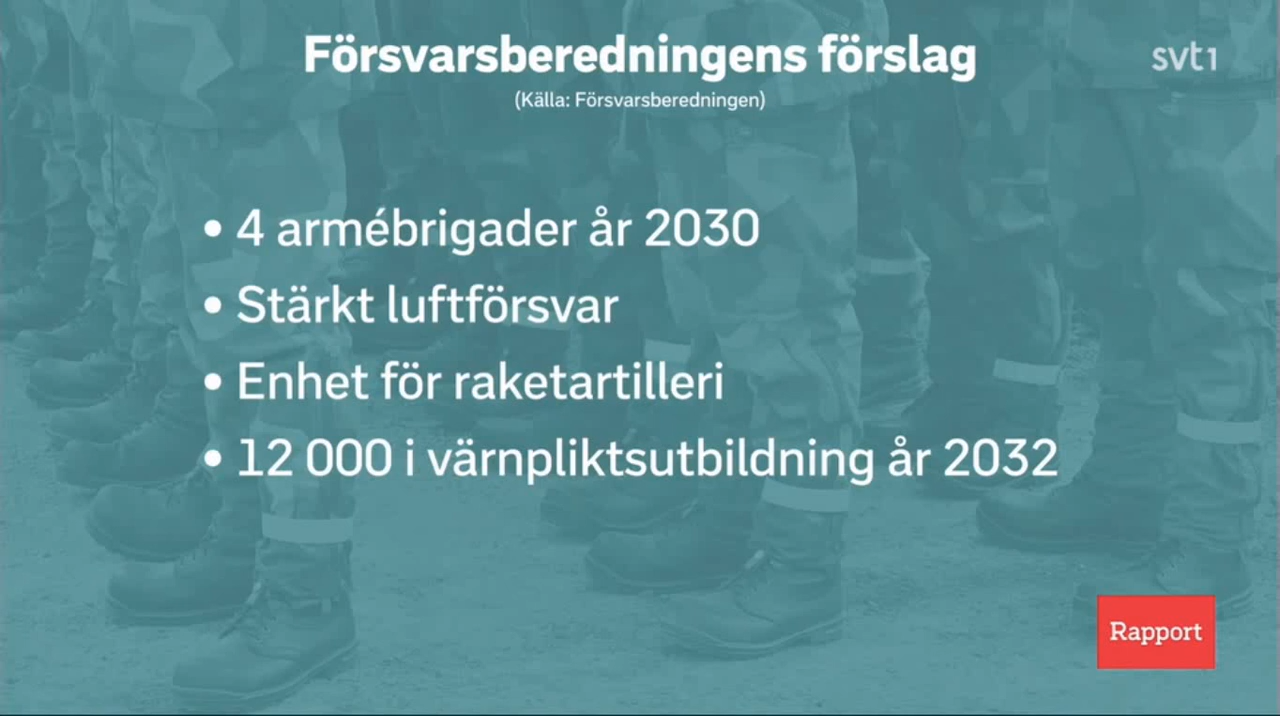 Försvarsberedningens förslag
svt1
(Källa: Försvarsberedningen)
• 4 armébrigader år 2030
• Stärkt luftförsvar
• Enhet för raketartilleri
• 12 000 i värnpliktsutbildning år 2032
Rapport